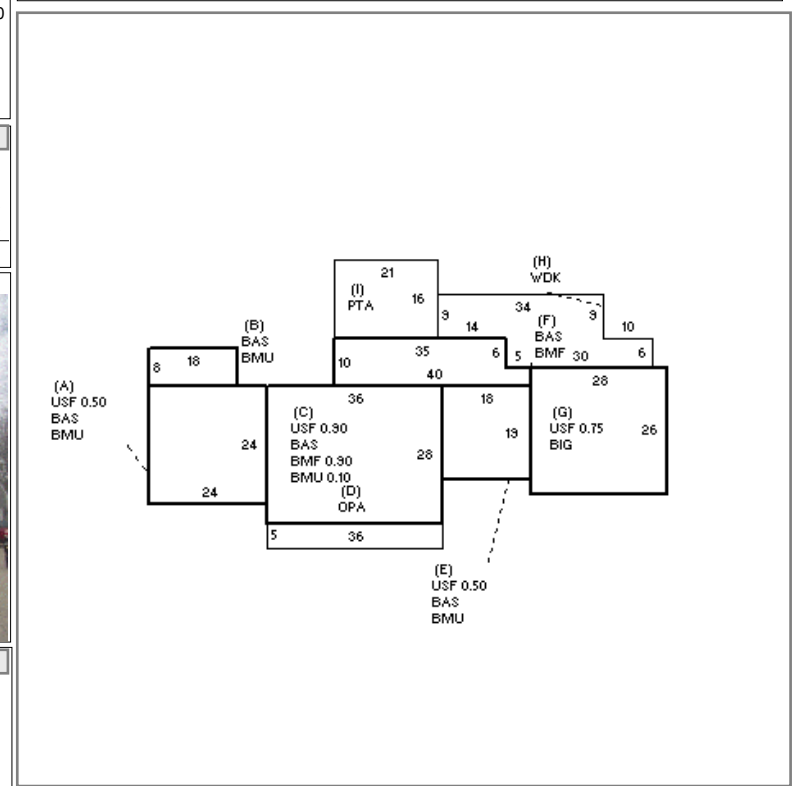 21
(H)
WDK
(I)
PTA
16
34
9
9
(F)
BAS
BMF
14
10
(B)
BAS
BMU
8
18
10
35
6
5
30
6
40
28
(A)
USF 0.50
BAS
BMU
36
18
(C)
USF 0.90
BAS
BMF 0.90
BMU 0.10
(G)
USF 0.75
BIG
26
24
28
19
24
(D)
OPA
5
36
(E)
USF 0.50
BAS
BMU